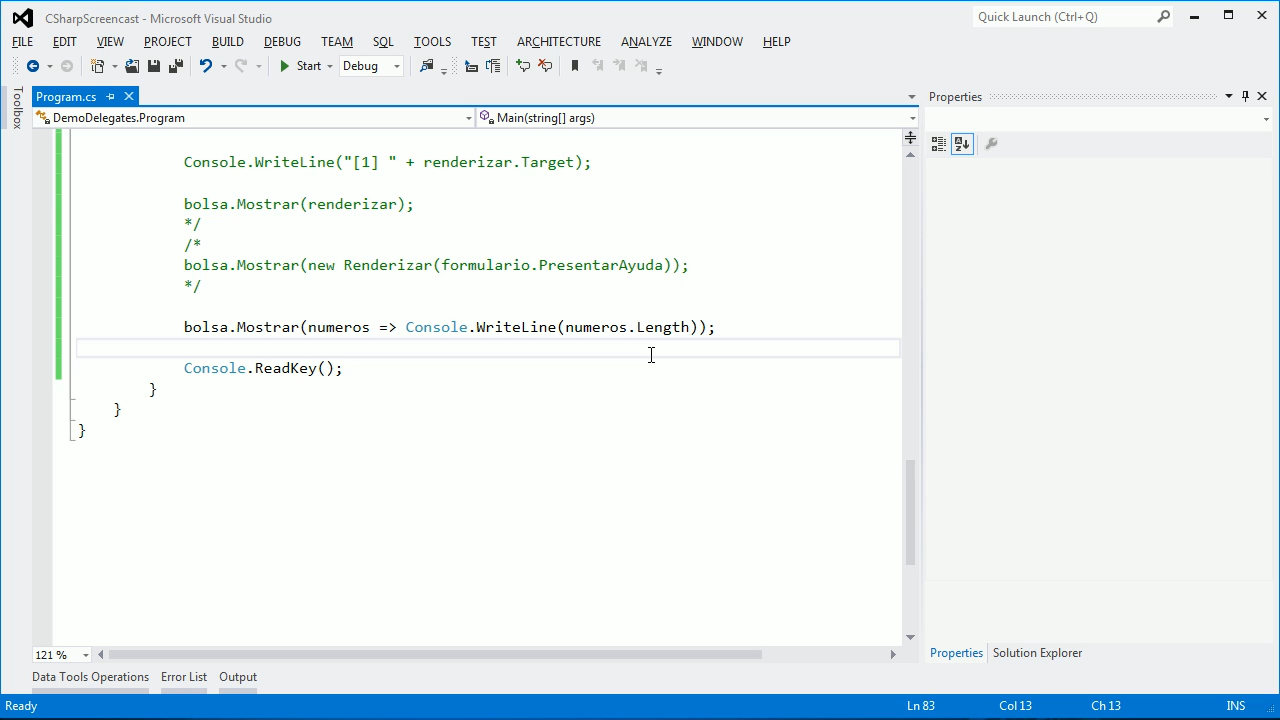 CSharpScreencast - Microsoft Visual Studio
Quick Launch (Ctrl+Q)
FILE EDIT VIEW PROJECT BUILD DEBUG TEAM SQL TOOLS TEST ARCHITECTURE ANALYZE WINDOW HELP
Start Debug
Toolbox
Program.cs
Properties
DemoDelegates.Program
Main(string[] args)
Console.WriteLine("[1] " + renderizar.Target);
bolsa.Mostrar(renderizar);
*/
/*
bolsa.Mostrar(new Renderizar(formulario.PresentarAyuda));
*/
bolsa.Mostrar(numeros => Console.WriteLine(numeros.Length));
Console.ReadKey();
}
}
}
121 %
Properties Solution Explorer
Data Tools Operations Error List Output
Ready Ln 83 Col 13 Ch 13 INS